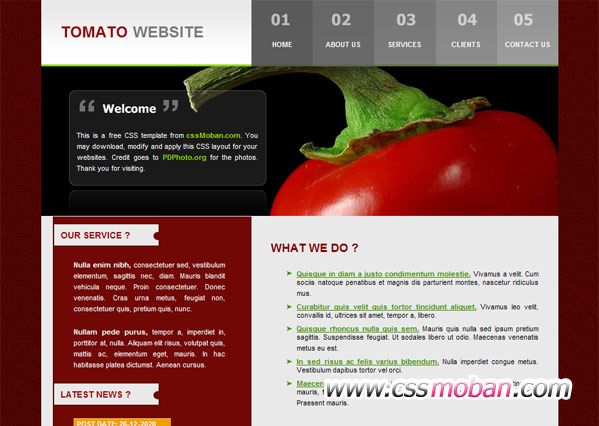 TOMATO WEBSITE
01 02 03 04 05
HOME ABOUT US SERVICES CLIENTS CONTACT US
“ Welcome ”
This is a free CSS template from cssMoban.com. You
may download, modify and apply this CSS layout for your
websites. Credit goes to PDPhoto.org for the photos.
Thank you for visiting.
OUR SERVICE ?
Nulla enim nibh, consectetuer sed, vestibulum
elementum, sagittis nec, diam. Mauris blandit
vehicula neque. Proin consectetuer. Donec
venenatis. Cras urna metus, feugiat non,
consectetuer quis, pretium quis, nunc.
Nullam pede purus, tempor a, imperdiet in,
porttitor at, nulla. Aliquam elit risus, volutpat quis,
mattis ac, elementum eget, mauris. In hac
habitasse platea dictumst. Aenean cursus.
LATEST NEWS ?
POST DATE: 26-12-2020
WHAT WE DO ?
Quisque in diam a justo condimentum molestie. Vivamus a velit. Cum
sociis natoque penatibus et magnis dis parturient montes, nascetur ridiculus
mus.
Curabitur quis velit quis tortor tincidunt aliquet. Vivamus leo velit,
convallis id, ultrices sit amet, tempor a, libero.
Quisque rhoncus nulla quis sem. Mauris quis nulla sed ipsum pretium
sagittis. Suspendisse feugiat. Ut sodales libero ut odio. Maecenas venenatis
metus eu est.
In sed risus ac felis varius bibendum. Nulla imperdiet congue metus.
Vestibulum dapibus tortor vel orci.
Maecen
mauris,
Praesent mauris.
www.cssmoban.com